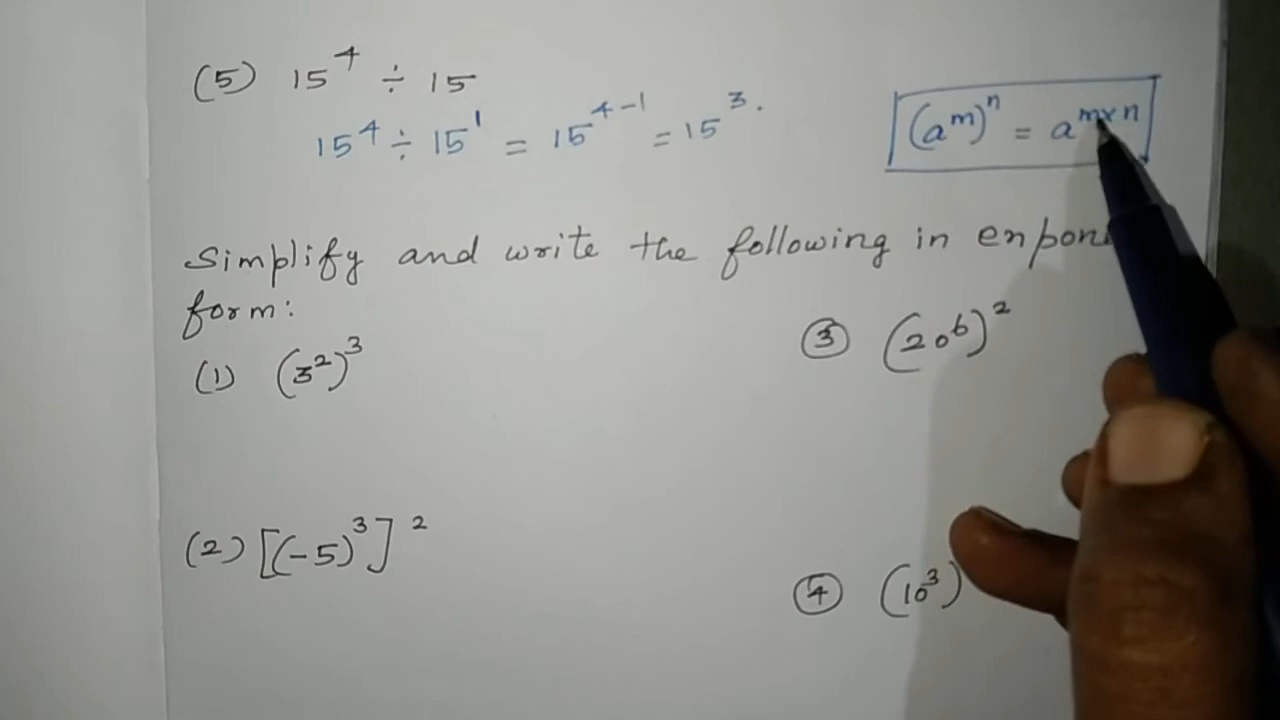 (5) 15⁴ ÷ 15
15⁴ ÷ 15¹ = 15⁴⁻¹ = 15³.
(aᵐ)ⁿ = aᵐˣⁿ
Simplify and write the following in
form:
(1) (3²)³
③ (20⁶)²
(2) [(-5)³]²
④ (10³)